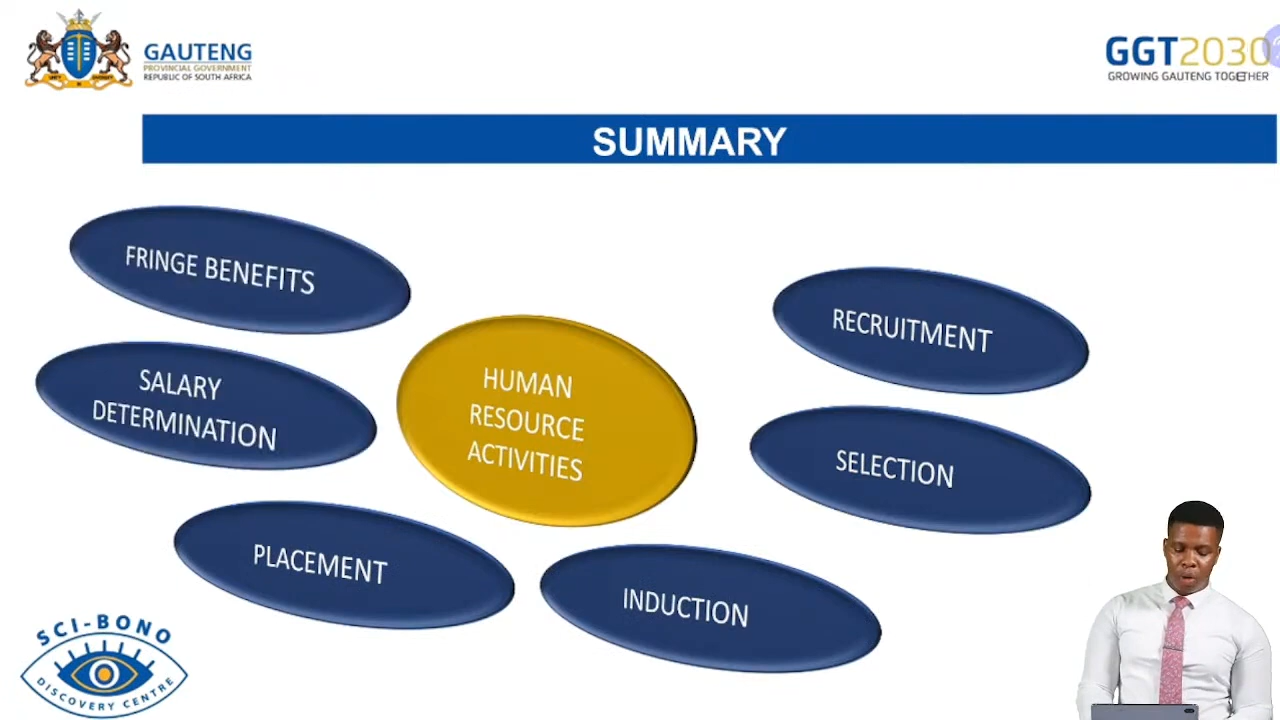 GAUTENG
PROVINCIAL GOVERNMENT
REPUBLIC OF SOUTH AFRICA
GGT2030
GROWING GAUTENG TOGETHER
SUMMARY
FRINGE BENEFITS
SALARY
DETERMINATION
PLACEMENT
HUMAN
RESOURCE
ACTIVITIES
INDUCTION
RECRUITMENT
SELECTION
SCI-BONO
DISCOVERY CENTRE